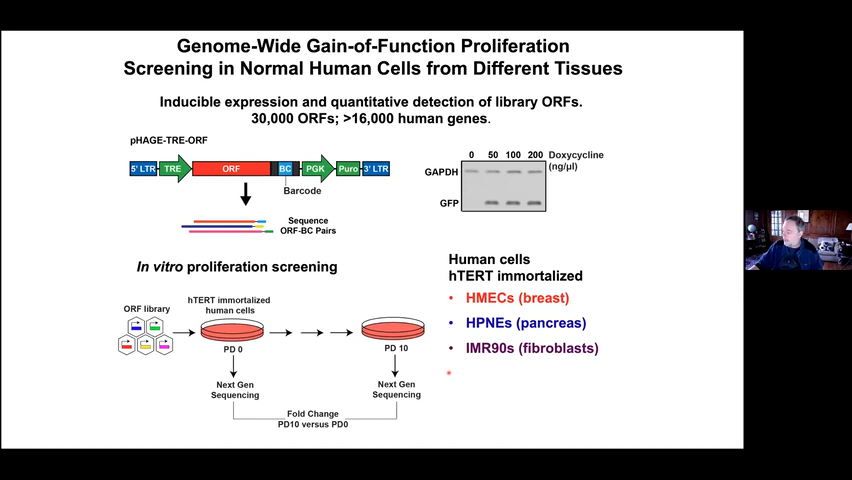 Genome-Wide Gain-of-Function Proliferation
Screening in Normal Human Cells from Different Tissues
Inducible expression and quantitative detection of library ORFs.
30,000 ORFs; >16,000 human genes.
pHAGE-TRE-ORF
5' LTR TRE ORF BC PGK Puro 3' LTR
Barcode
Sequence
ORF-BC Pairs
0 50 100 200 Doxycycline
(ng/µl)
GAPDH
GFP
In vitro proliferation screening
ORF library
hTERT immortalized
human cells
PD 0
PD 10
Next Gen
Sequencing
Next Gen
Sequencing
Fold Change
PD10 versus PD0
Human cells
hTERT immortalized
• HMECs (breast)
• HPNEs (pancreas)
• IMR90s (fibroblasts)